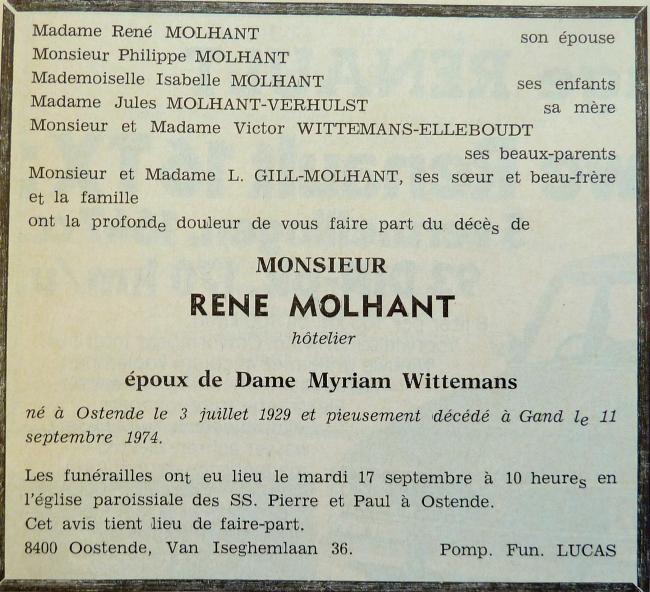 Madame René MOLHANT son épouse
Monsieur Philippe MOLHANT
Mademoiselle Isabelle MOLHANT ses enfants
Madame Jules MOLHANT-VERHULST sa mère
Monsieur et Madame Victor WITTEMANS-ELLEBOUDT
ses beaux-parents
Monsieur et Madame L. GILL-MOLHANT, ses sœur et beau-frère
et la famille
ont la profonde douleur de vous faire part du décès de
MONSIEUR
RENE MOLHANT
hôtelier
époux de Dame Myriam Wittemans
né à Ostende le 3 juillet 1929 et pieusement décédé à Gand le 11
septembre 1974.
Les funérailles ont eu lieu le mardi 17 septembre à 10 heures en
l'église paroissiale des SS. Pierre et Paul à Ostende.
Cet avis tient lieu de faire-part.
8400 Oostende, Van Iseghemlaan 36. Pomp. Fun. LUCAS